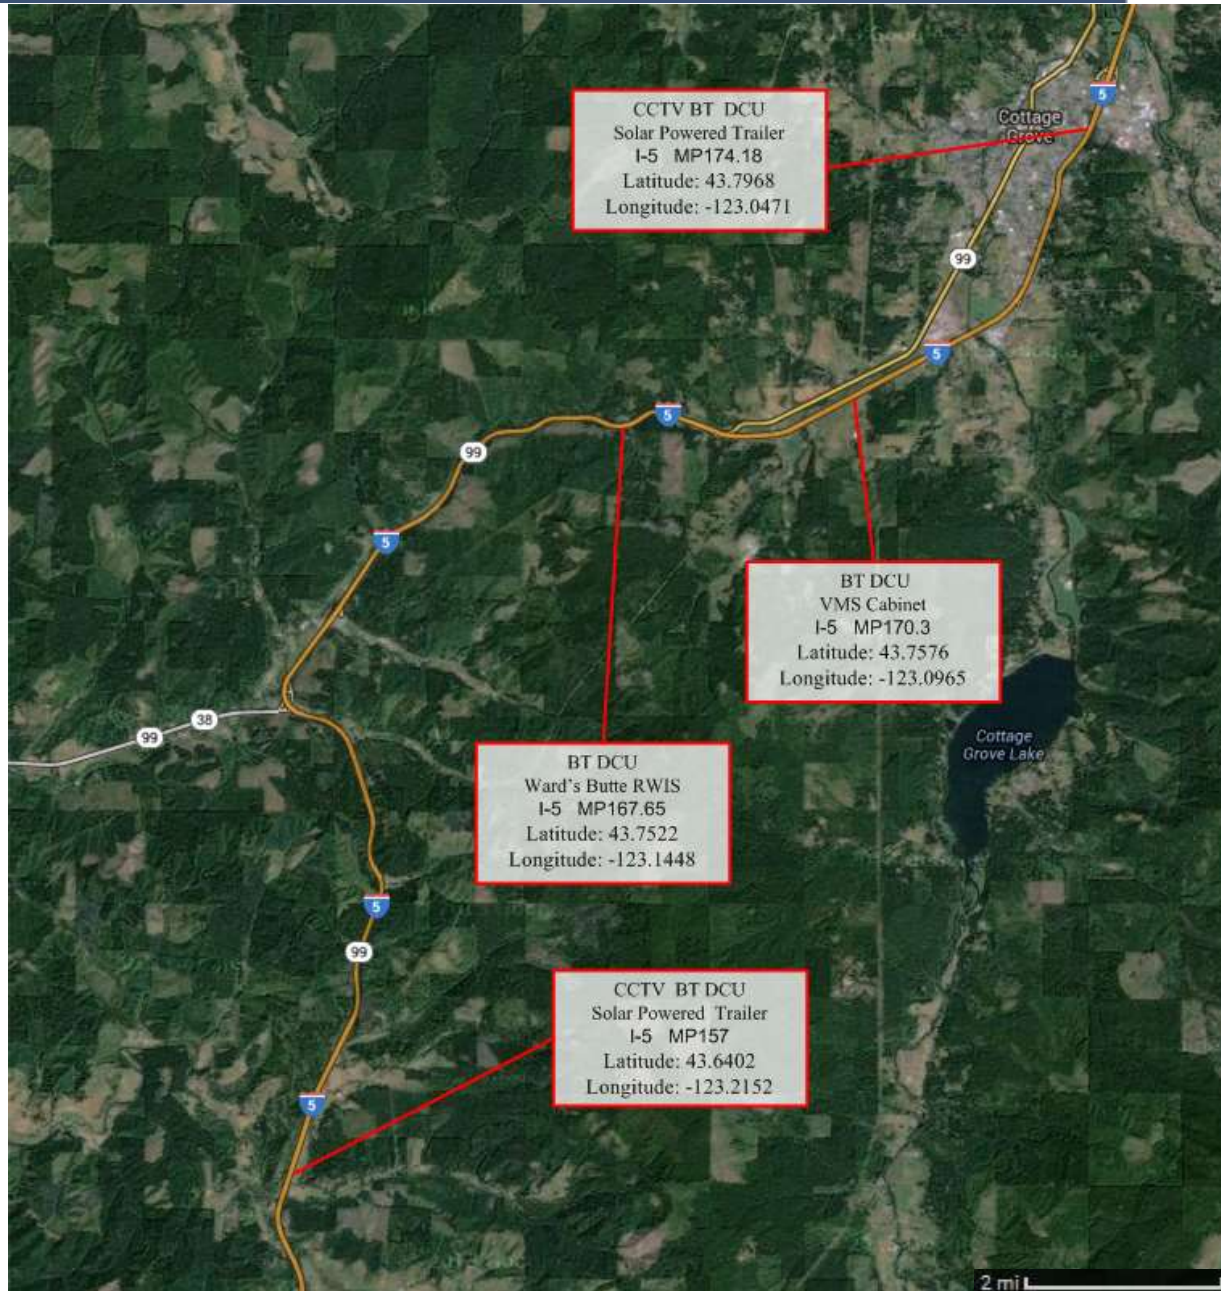 CCTV BT DCU
Solar Powered Trailer
I-5 MP174.18
Latitude: 43.7968
Longitude: -123.0471
5
Cottage
Grove
99
5
5
99
5
BT DCU
VMS Cabinet
I-5 MP170.3
Latitude: 43.7576
Longitude: -123.0965
38
99
Cottage
Grove Lake
BT DCU
Ward's Butte RWIS
I-5 MP167.65
Latitude: 43.7522
Longitude: -123.1448
5
99
CCTV BT DCU
Solar Powered Trailer
I-5 MP157
Latitude: 43.6402
Longitude: -123.2152
5
2 mi